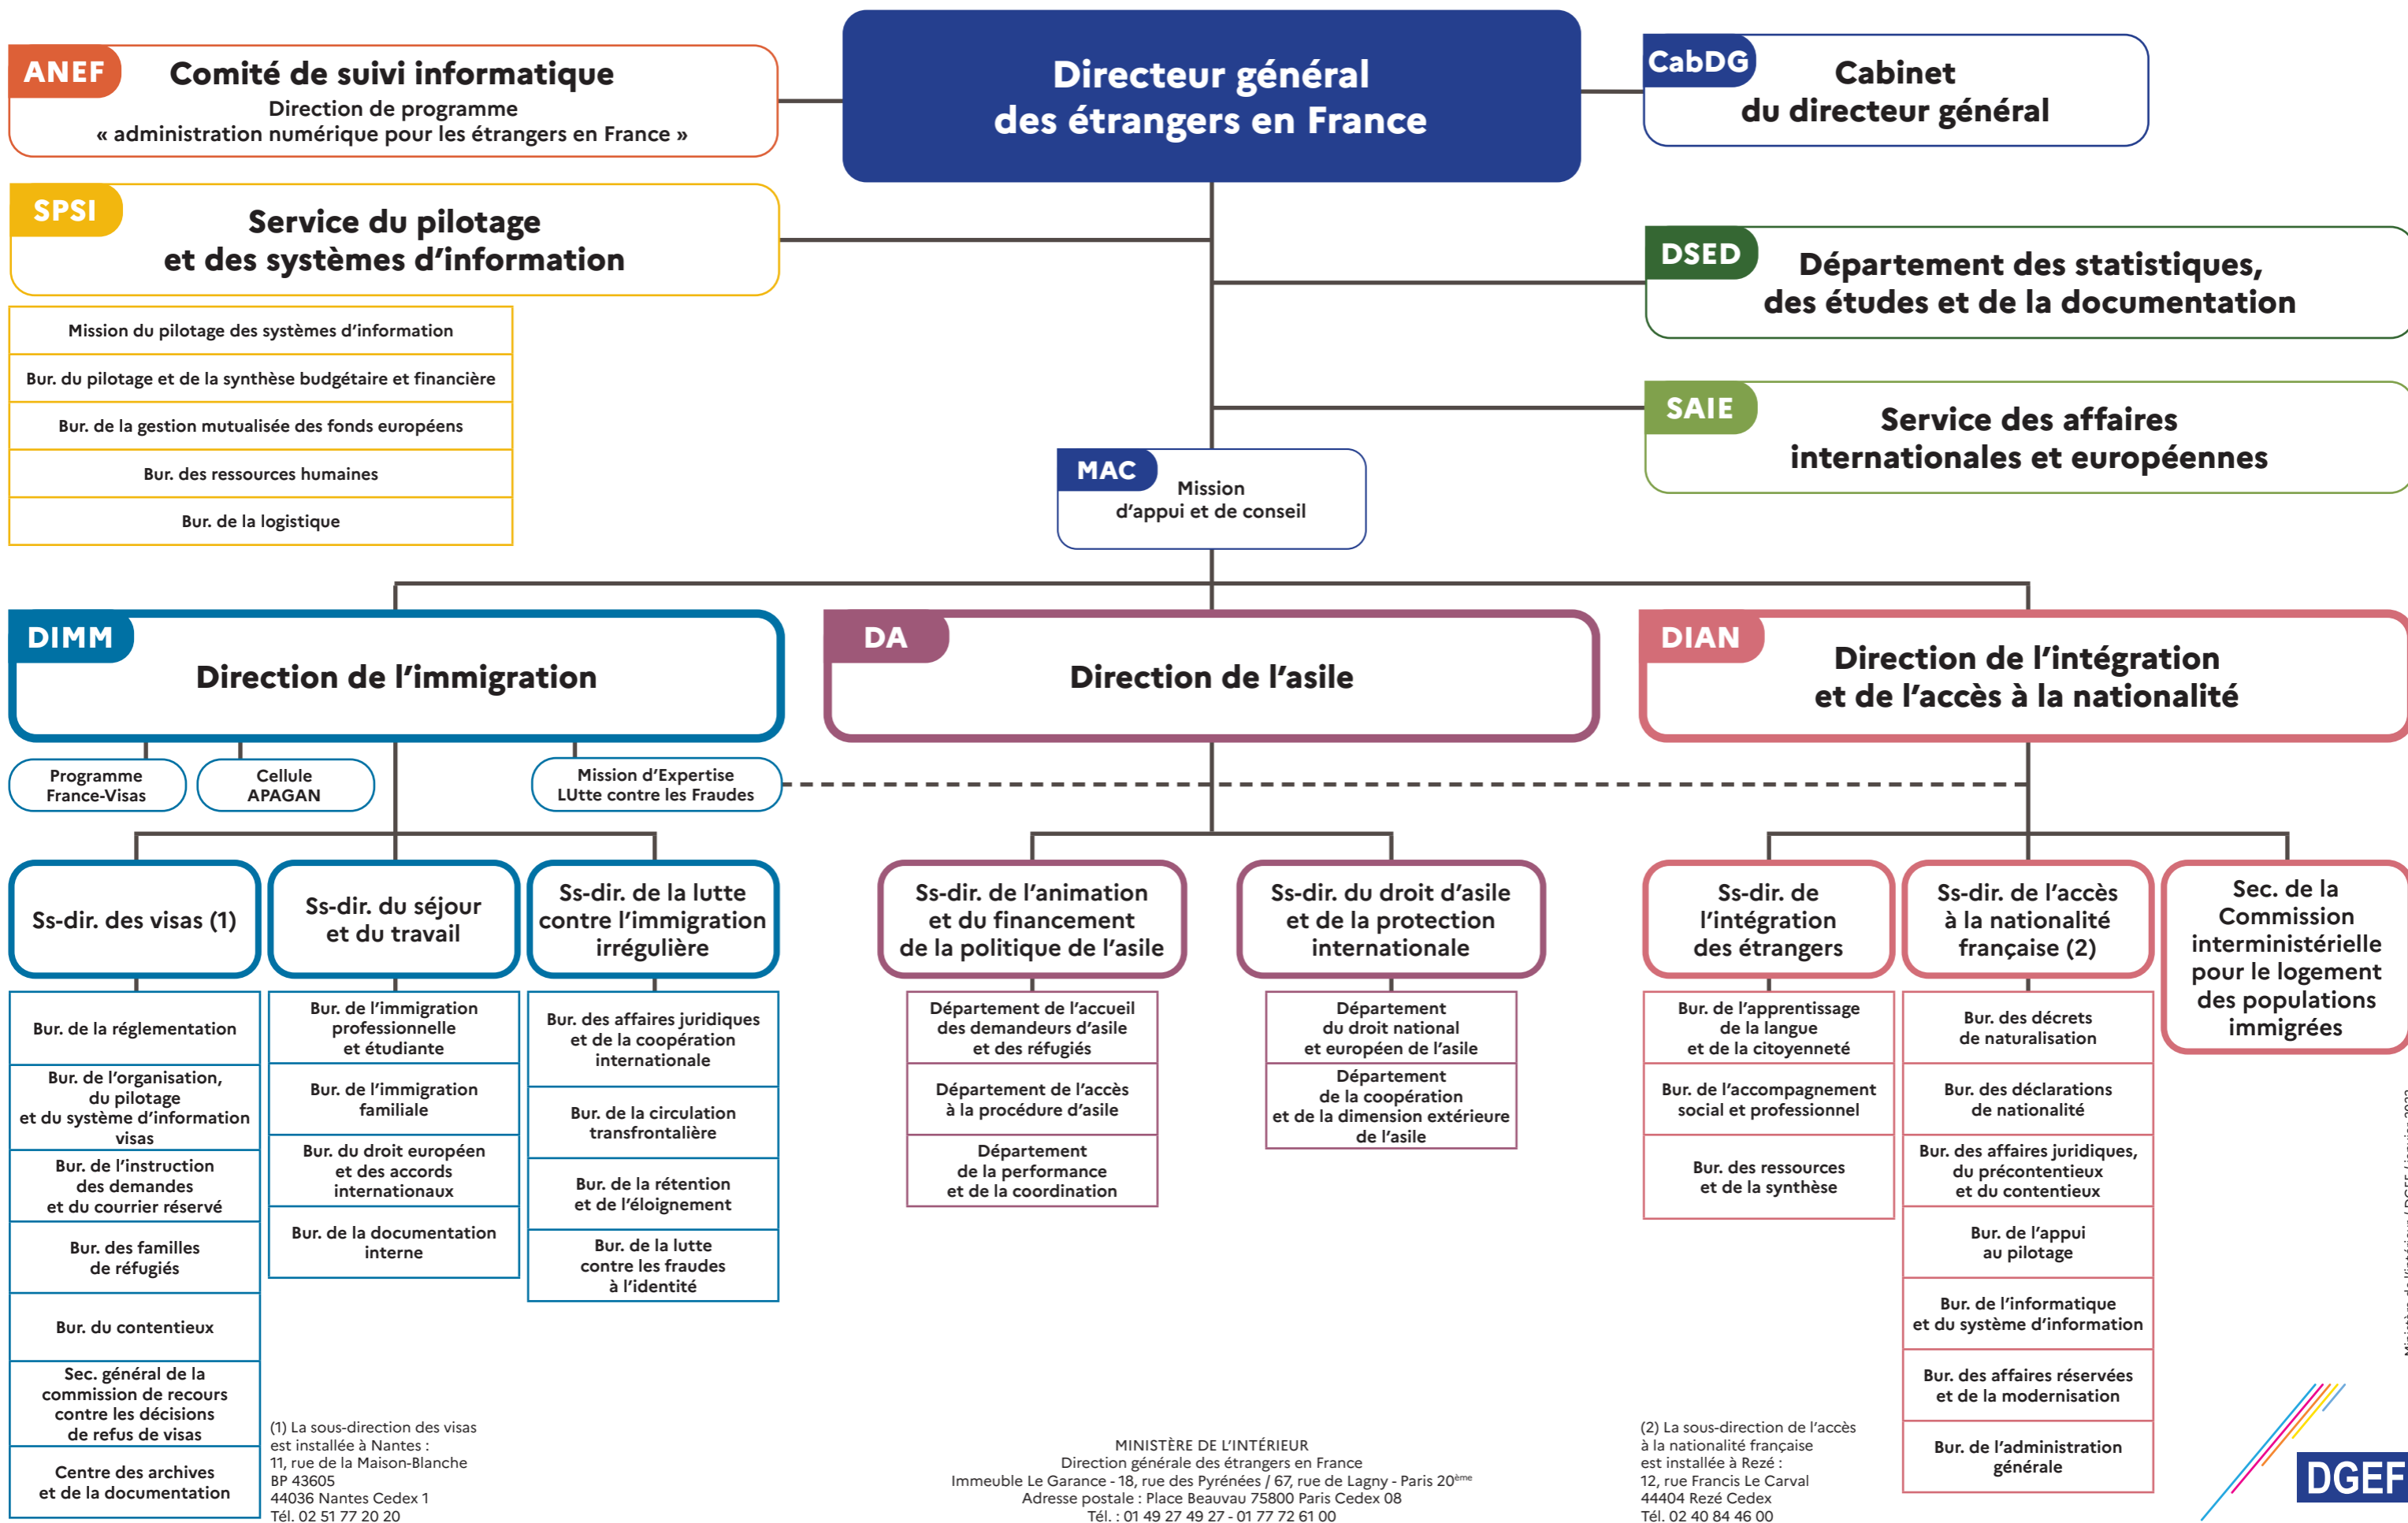 ANEF
Comité de suivi informatique
Direction de programme
« administration numérique pour les étrangers en France »
Directeur général
des étrangers en France
CabDG
Cabinet
du directeur général
SPSI
Service du pilotage
et des systèmes d'information
Mission du pilotage des systèmes d'information
Bur. du pilotage et de la synthèse budgétaire et financière
Bur. de la gestion mutualisée des fonds européens
Bur. des ressources humaines
Bur. de la logistique
DSED
Département des statistiques,
des études et de la documentation
SAIE
Service des affaires
internationales et européennes
MAC
Mission
d'appui et de conseil
DIMM
Direction de l'immigration
DA
Direction de l'asile
DIAN
Direction de l'intégration
et de l'accès à la nationalité
Programme
France-Visas
Cellule
APAGAN
Mission d'Expertise
LUtte contre les Fraudes
Ss-dir. des visas (1)
Bur. de la réglementation
Bur. de l'organisation,
du pilotage
et du système d'information
visas
Bur. de l'instruction
des demandes
et du courrier réservé
Bur. des familles
de réfugiés
Bur. du contentieux
Sec. général de la
commission de recours
contre les décisions
de refus de visas
Centre des archives
et de la documentation
Ss-dir. du séjour
et du travail
Bur. de l'immigration
professionnelle
et étudiante
Bur. de l'immigration
familiale
Bur. du droit européen
et des accords
internationaux
Bur. de la documentation
interne
Ss-dir. de la lutte
contre l'immigration
irrégulière
Bur. des affaires juridiques
et de la coopération
internationale
Bur. de la circulation
transfrontalière
Bur. de la rétention
et de l'éloignement
Bur. de la lutte
contre les fraudes
à l'identité
Ss-dir. de l'animation
et du financement
de la politique de l'asile
Département de l'accueil
des demandeurs d'asile
et des réfugiés
Département de l'accès
à la procédure d'asile
Département
de la performance
et de la coordination
Ss-dir. du droit d'asile
et de la protection
internationale
Département
du droit national
et européen de l'asile
Département
de la coopération
et de la dimension extérieure
de l'asile
Ss-dir. de
l'intégration
des étrangers
Bur. de l'apprentissage
de la langue
et de la citoyenneté
Bur. de l'accompagnement
social et professionnel
Bur. des ressources
et de la synthèse
Ss-dir. de l'accès
à la nationalité
française (2)
Bur. des décrets
de naturalisation
Bur. des déclarations
de nationalité
Bur. des affaires juridiques,
du précontentieux
et du contentieux
Bur. de l'appui
au pilotage
Bur. de l'informatique
et du système d'information
Bur. des affaires réservées
et de la modernisation
Bur. de l'administration
générale
Sec. de la
Commission
interministérielle
pour le logement
des populations
immigrées
(1) La sous-direction des visas
est installée à Nantes :
11, rue de la Maison-Blanche
BP 43605
44036 Nantes Cedex 1
Tél. 02 51 77 20 20
MINISTÈRE DE L'INTÉRIEUR
Direction générale des étrangers en France
Immeuble Le Garance - 18, rue des Pyrénées / 67, rue de Lagny - Paris 20ème
Adresse postale : Place Beauvau 75800 Paris Cedex 08
Tél. : 01 49 27 49 27 - 01 77 72 61 00
(2) La sous-direction de l'accès
à la nationalité française
est installée à Rezé :
12, rue Francis Le Carval
44404 Rezé Cedex
Tél. 02 40 84 46 00
DGEF